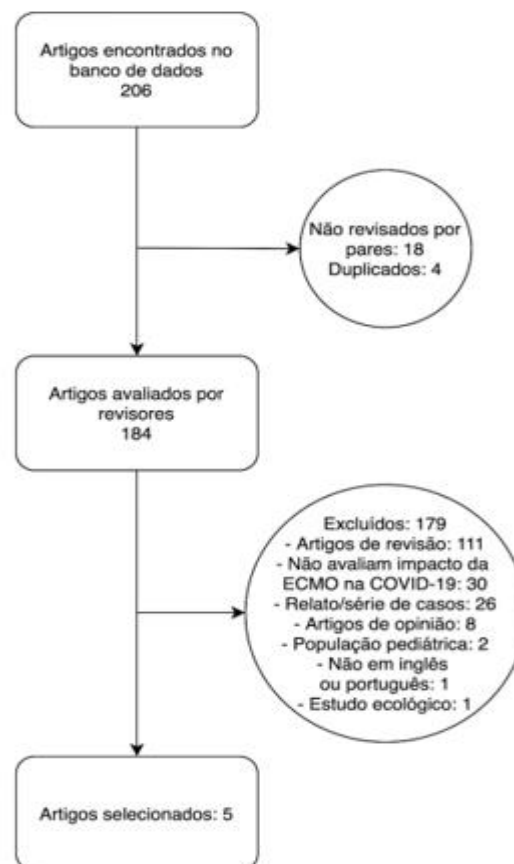 Artigos encontrados no
banco de dados
206
Não revisados por
pares: 18
Duplicados: 4
Artigos avaliados por
revisores
184
Excluídos: 179
- Artigos de revisão: 111
- Não avaliam impacto da
ECMO na COVID-19: 30
- Relato/série de casos: 26
- Artigos de opinião: 8
- População pediátrica: 2
- Não em inglês
ou português: 1
- Estudo ecológico: 1
Artigos selecionados: 5